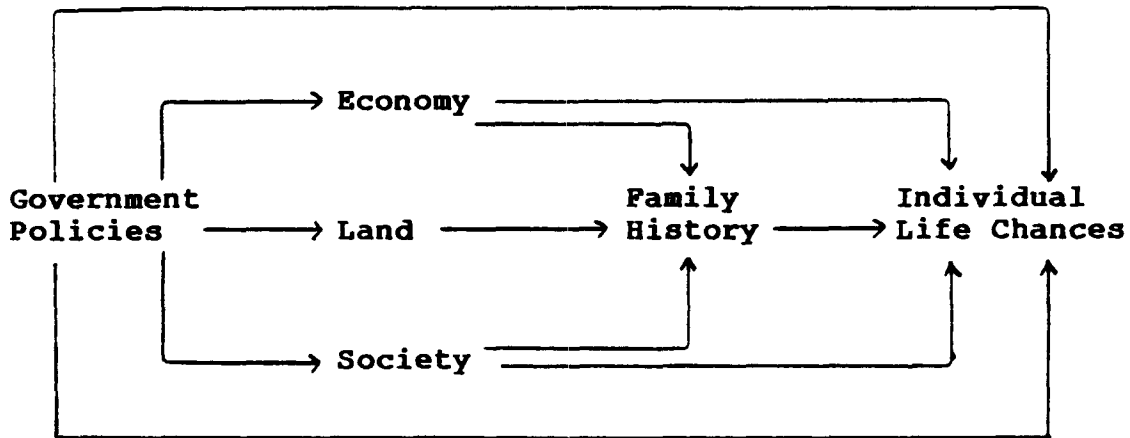 Economy
Government
Policies
Land
Family
History
Individual
Life Chances
Society